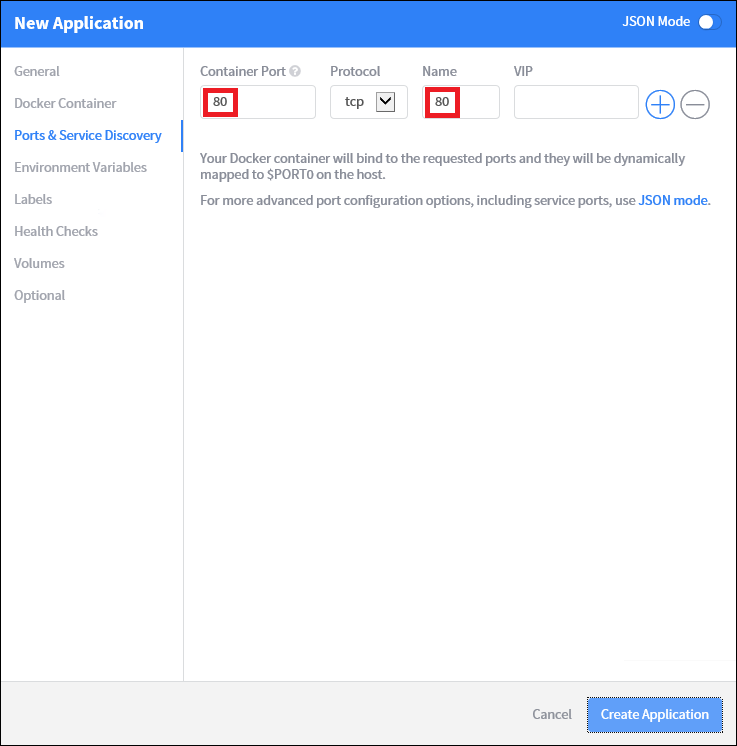 New Application
JSON Mode
General
Docker Container
Ports & Service Discovery
Environment Variables
Labels
Health Checks
Volumes
Optional
Container Port ?
Protocol
Name
VIP
80
tcp
80
Your Docker container will bind to the requested ports and they will be dynamically
mapped to $PORT0 on the host.
For more advanced port configuration options, including service ports, use JSON mode.
Cancel
Create Application